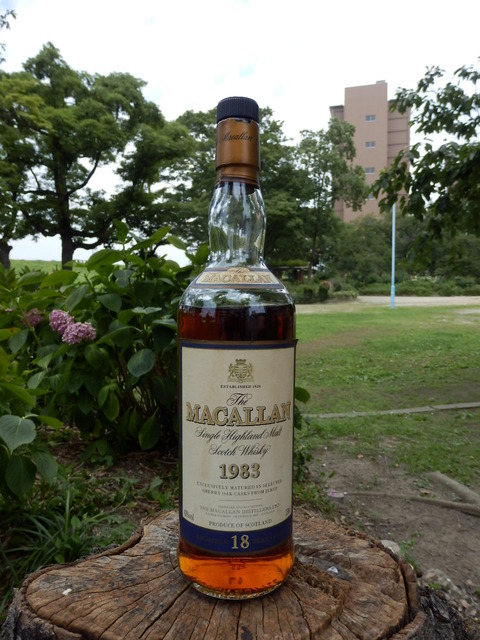 Macallan
MACALLAN
ESTABLISHED 1824
The
MACALLAN
Single Highland Malt
Scotch Whisky
1983
EXCLUSIVELY MATURED IN SELECTED
SHERRY OAK CASKS FROM JEREZ
THE MACALLAN DISTILLERS LTD
PRODUCE OF SCOTLAND
18